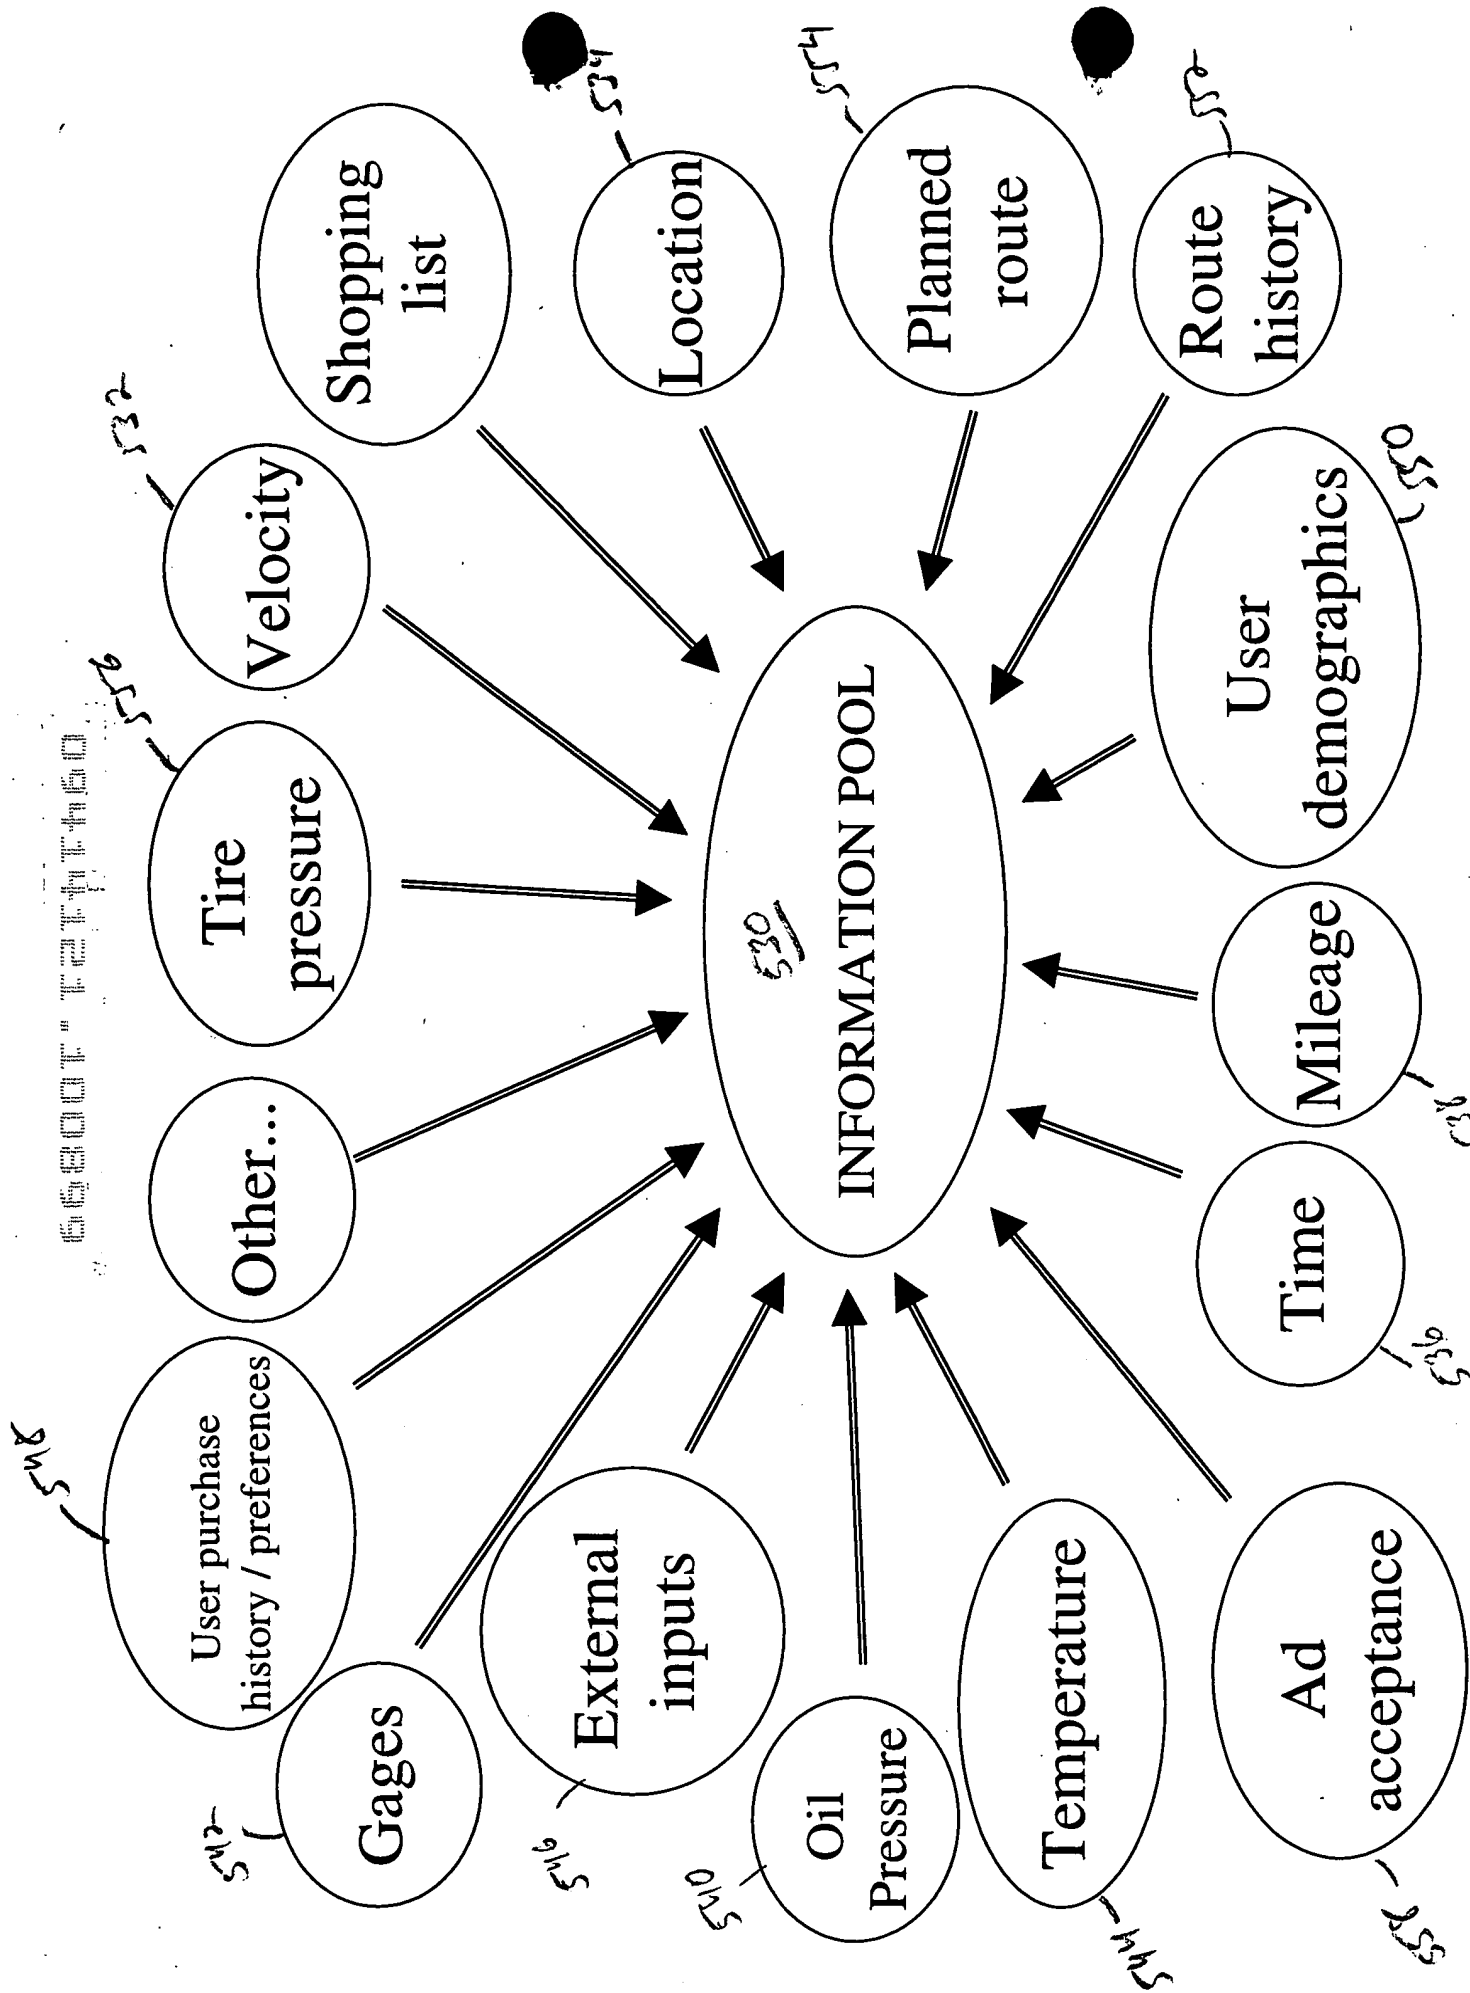 548
User purchase
history / preferences
Other...
556
Tire
pressure
532
Velocity
Shopping
list
542
Gages
534
Location
546
External
inputs
530
INFORMATION POOL
554
Planned
route
540
Oil
Pressure
552
Route
history
544
Temperature
550
User
demographics
558
Ad
acceptance
536
Time
538
Mileage